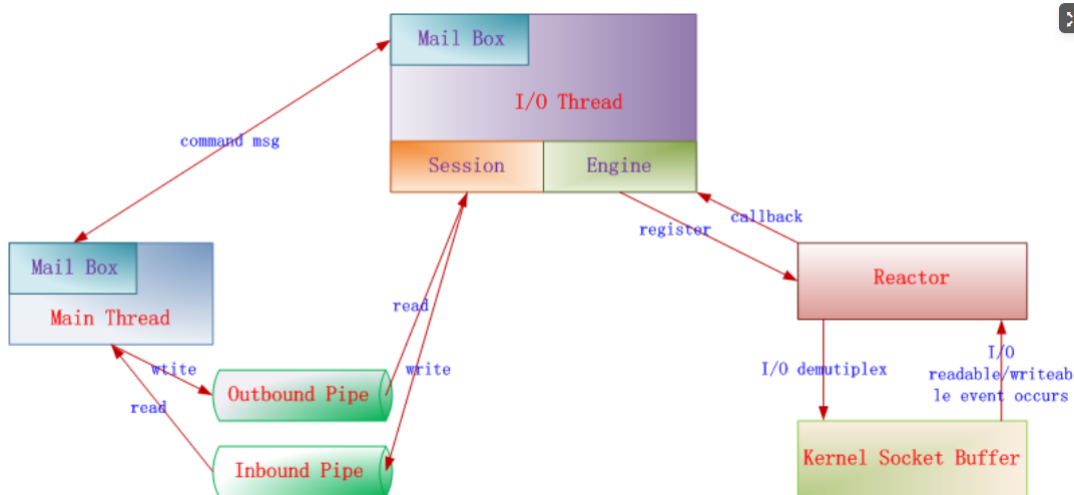 Mail Box
I/O Thread
command msg
Session
Engine
callback
register
Mail Box
Main Thread
Reactor
read
wtite
write
I/O demutiplex
I/O
readable/writeab
le event occurs
Outbound Pipe
read
Inbound Pipe
Kernel Socket Buffer